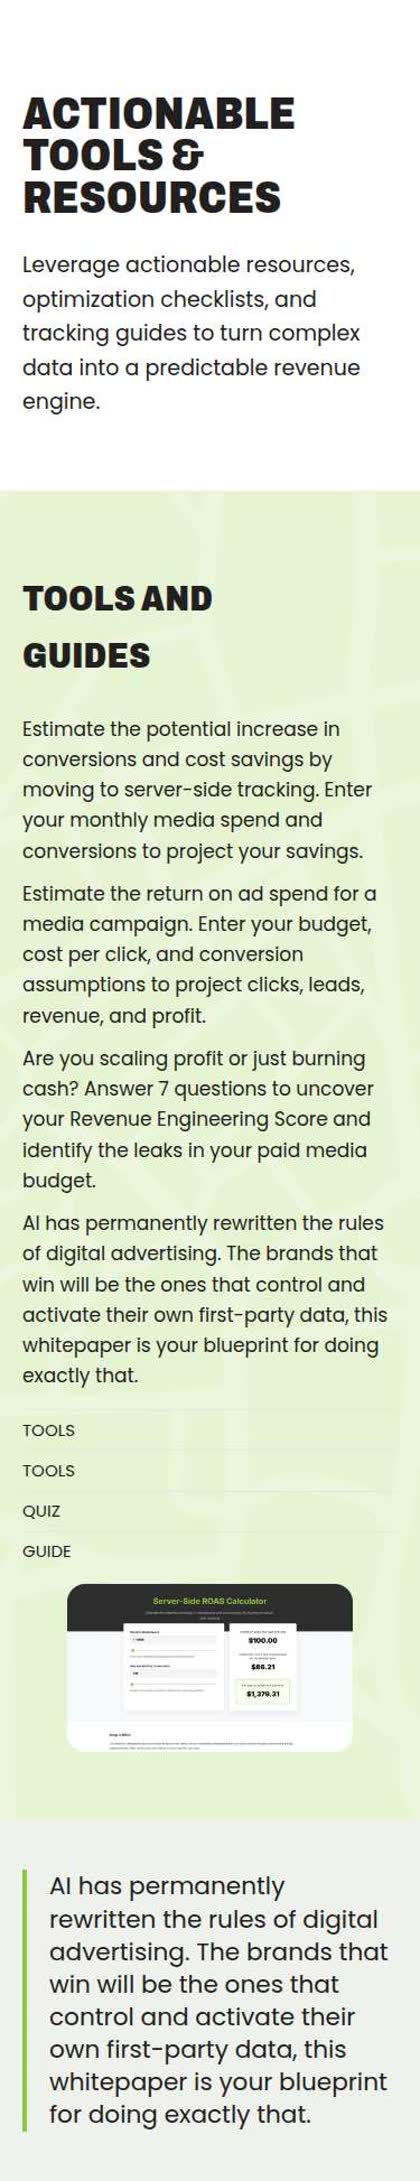 ACTIONABLE
TOOLS &
RESOURCES
Leverage actionable resources,
optimization checklists, and
tracking guides to turn complex
data into a predictable revenue
engine.
TOOLS AND
GUIDES
Estimate the potential increase in
conversions and cost savings by
moving to server-side tracking. Enter
your monthly media spend and
conversions to project your savings.
Estimate the return on ad spend for a
media campaign. Enter your budget,
cost per click, and conversion
assumptions to project clicks, leads,
revenue, and profit.
Are you scaling profit or just burning
cash? Answer 7 questions to uncover
your Revenue Engineering Score and
identify the leaks in your paid media
budget.
AI has permanently rewritten the rules
of digital advertising. The brands that
win will be the ones that control and
activate their own first-party data, this
whitepaper is your blueprint for doing
exactly that.
TOOLS
TOOLS
QUIZ
GUIDE
Server-Side ROAS Calculator
$100.00
$86.21
$1,379.31
AI has permanently
rewritten the rules of digital
advertising. The brands that
win will be the ones that
control and activate their
own first-party data, this
whitepaper is your blueprint
for doing exactly that.